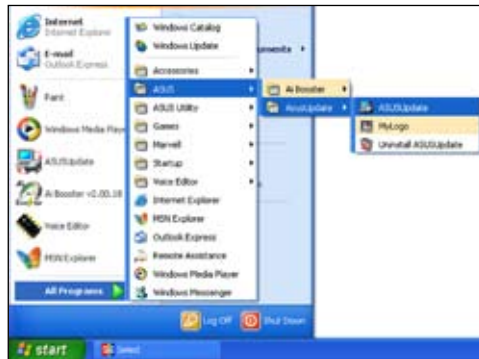 Internet
Internet Explorer
E-mail
Outlook Express
Paint
Windows Media Player
ASUSUpdate
Ai Booster v2.00.18
Voice Editor
MSN Explorer
All Programs
Windows Catalog
Windows Update
Accessories
ASUS
ASUS Utility
Games
Marvell
Startup
Voice Editor
Internet Explorer
MSN Explorer
Outlook Express
Remote Assistance
Windows Media Player
Windows Messenger
Ai Booster
AsusUpdate
ASUSUpdate
MyLogo
Uninstall ASUSUpdate
Log Off
Shut Down
start